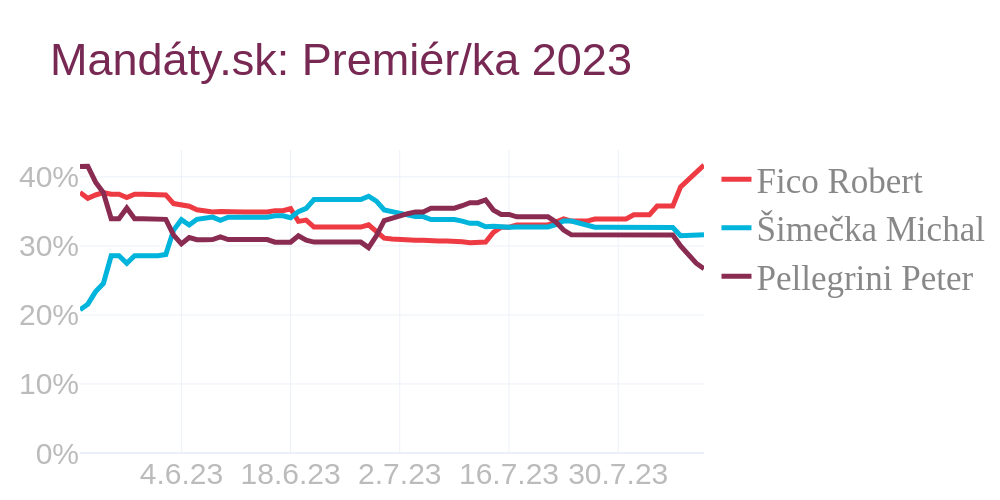 Mandáty.sk: Premiér/ka 2023
40%
30%
20%
10%
0%
4.6.23 18.6.23 2.7.23 16.7.23 30.7.23
Fico Robert
Šimečka Michal
Pellegrini Peter